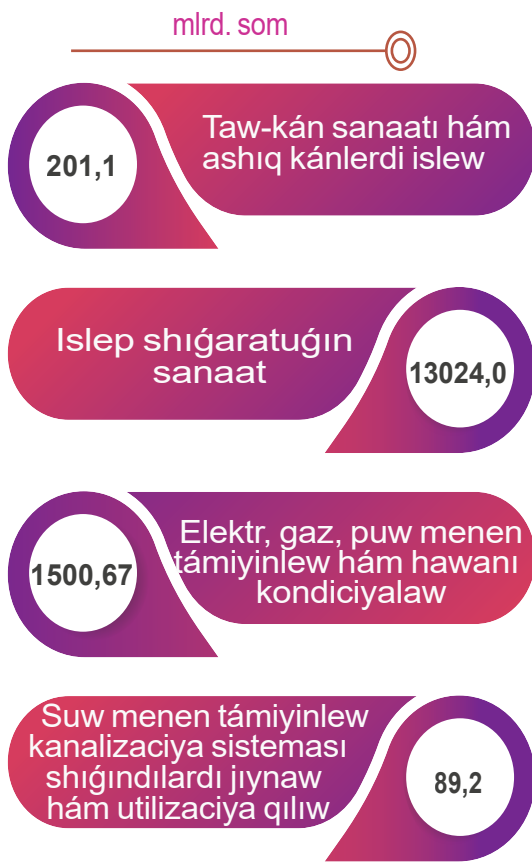 mlrd. som
201,1
Taw-kán sanaatı hám
ashıq kánlerdi islew
Islep shıǵaratuǵın
sanaat
13024,0
1500,67
Elektr, gaz, puw menen
támiyinlew hám hawanı
kondiciyalaw
Suw menen támiyinlew
kanalizaciya sisteması
shıǵındılardı jıynaw
hám utilizaciya qılıw
89,2